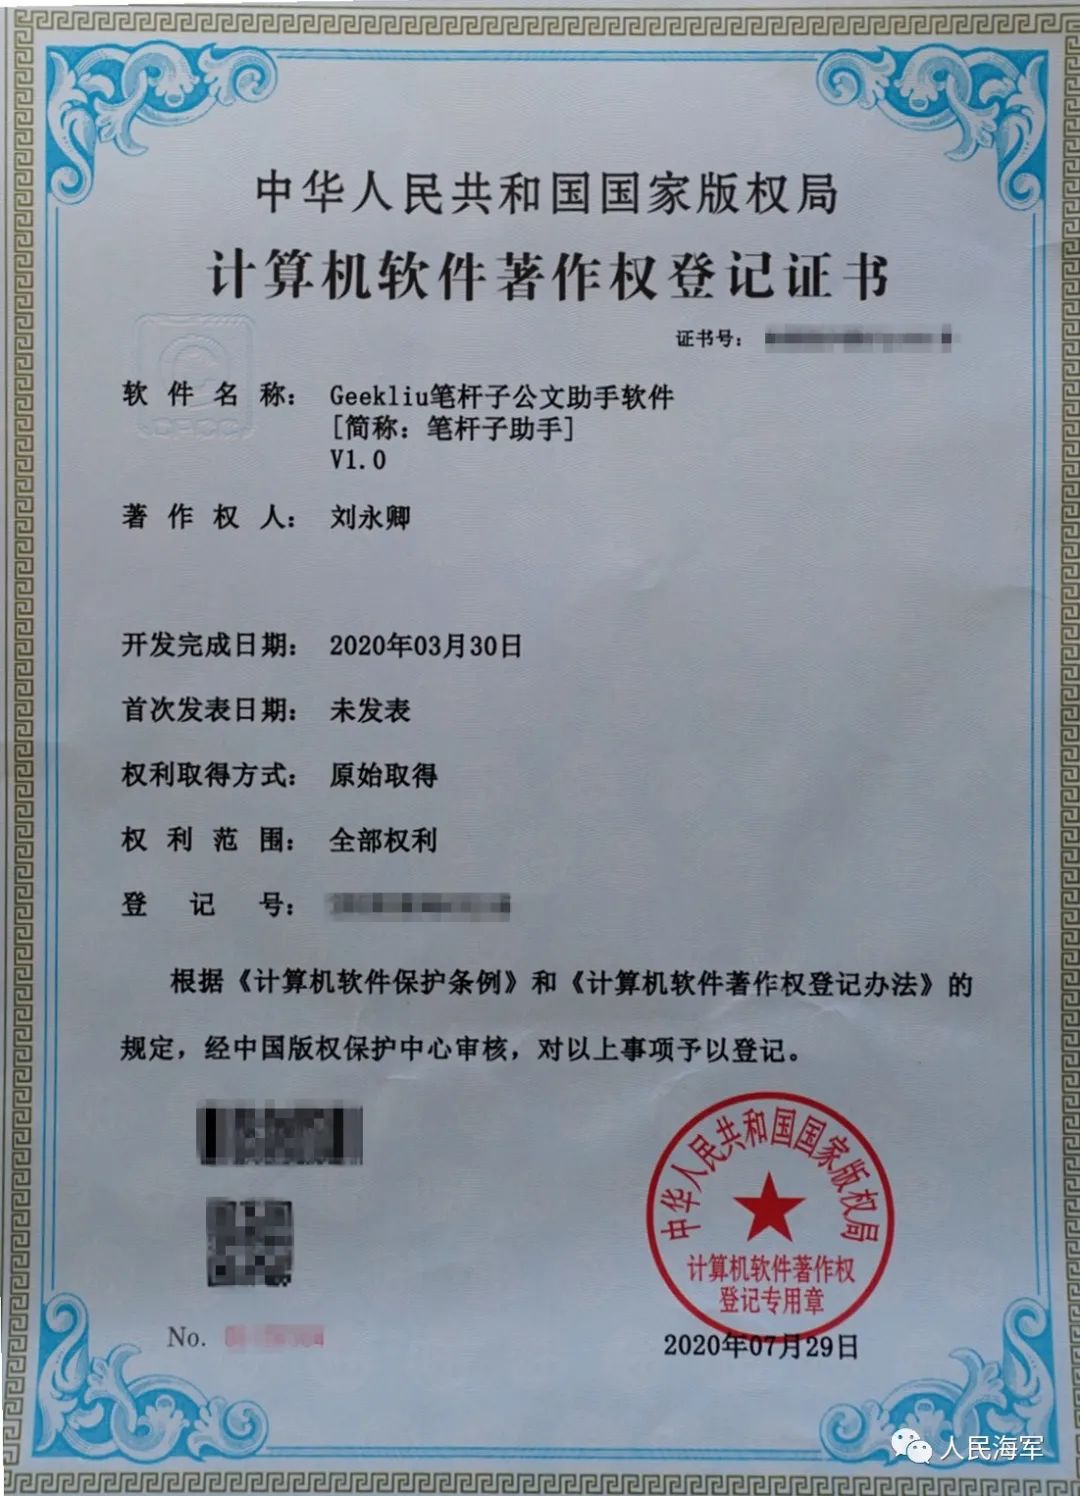 中华人民共和国国家版权局
计算机软件著作权登记证书
证书号：
软件名称： Geekliu笔杆子公文助手软件
[简称：笔杆子助手]
V1.0
著作权人： 刘永卿
开发完成日期： 2020年03月30日
首次发表日期： 未发表
权利取得方式： 原始取得
权利范围： 全部权利
登记号：
根据《计算机软件保护条例》和《计算机软件著作权登记办法》的
规定，经中国版权保护中心审核，对以上事项予以登记。
中华人民共和国国家版权局
计算机软件著作权
登记专用章
No.
2020年07月29日
人民海军